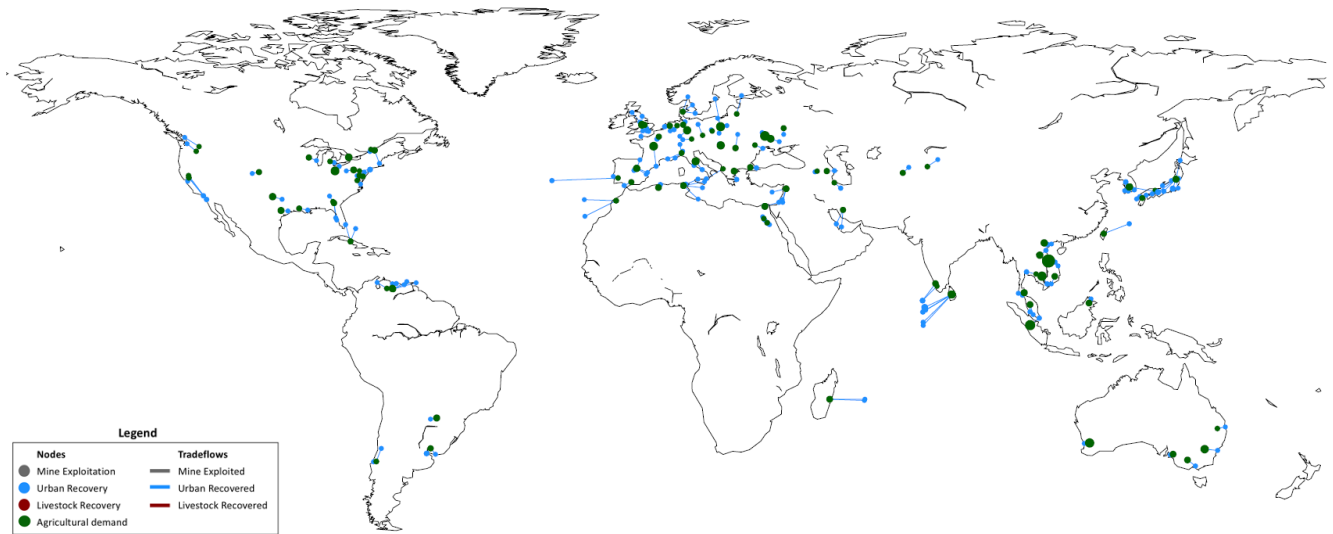 Legend
Nodes Tradeflows
Mine Exploitation Mine Exploited
Urban Recovery Urban Recovered
Livestock Recovery Livestock Recovered
Agricultural demand